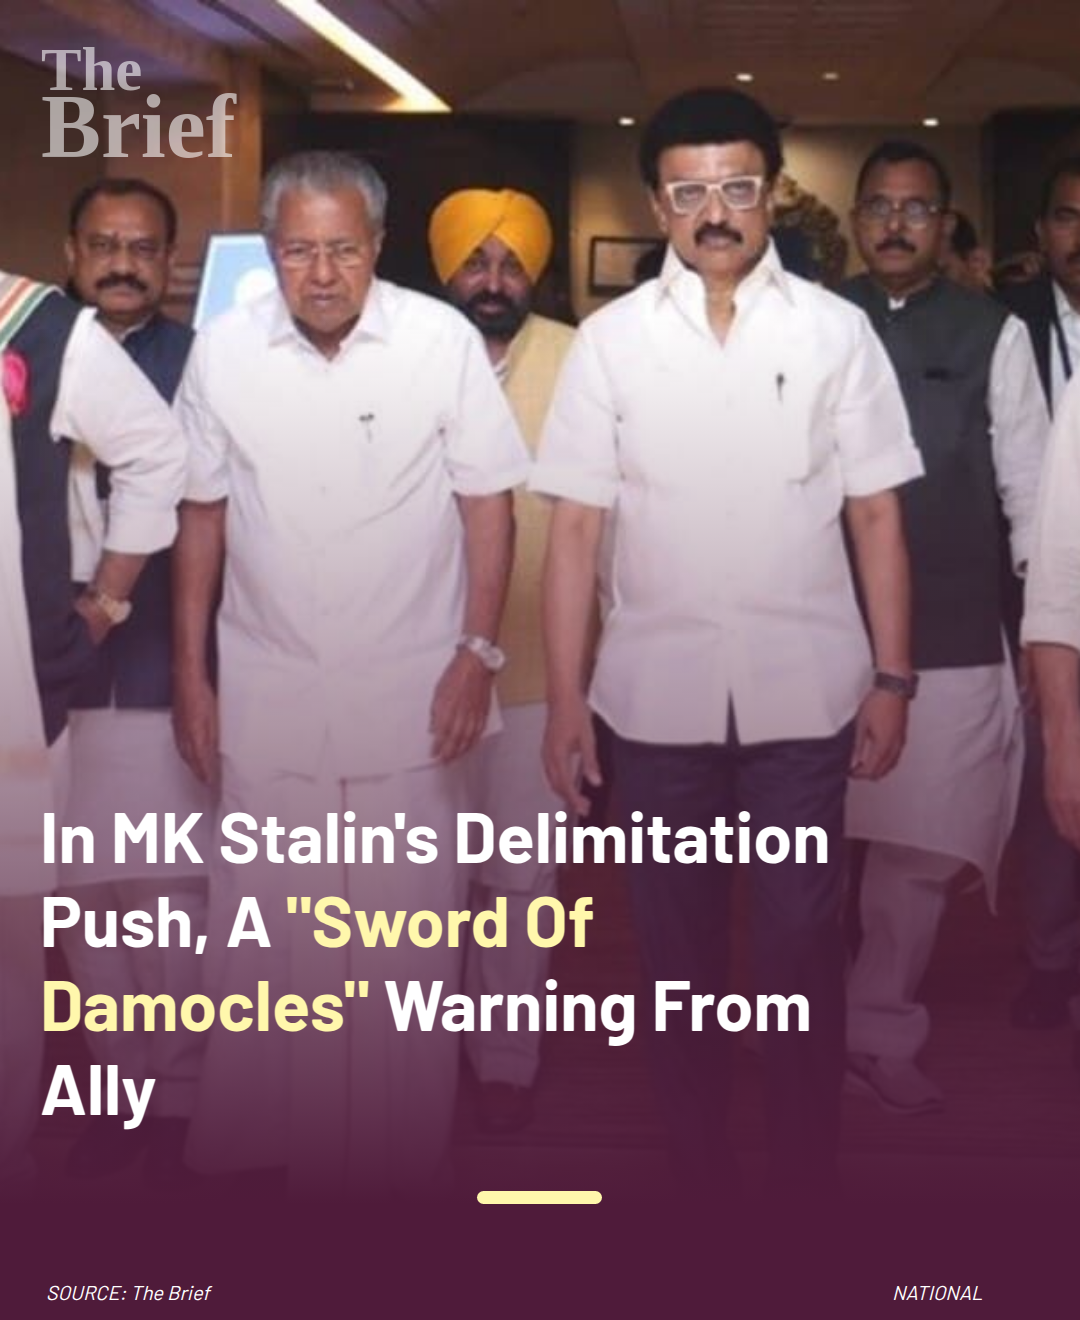 The
Brief
In MK Stalin's Delimitation
Push, A "Sword Of
Damocles" Warning From
Ally
SOURCE: The Brief
NATIONAL